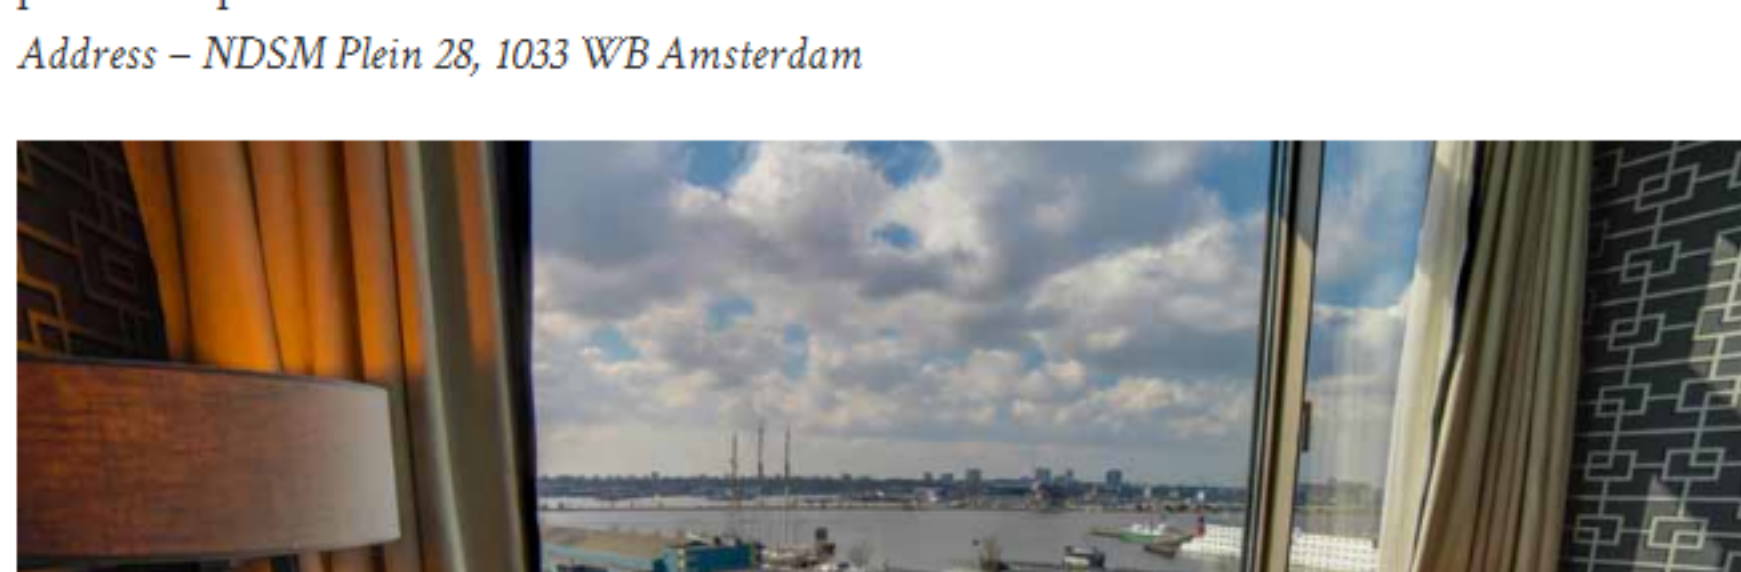 Address – NDSM Plein 28, 1033 WB Amsterdam